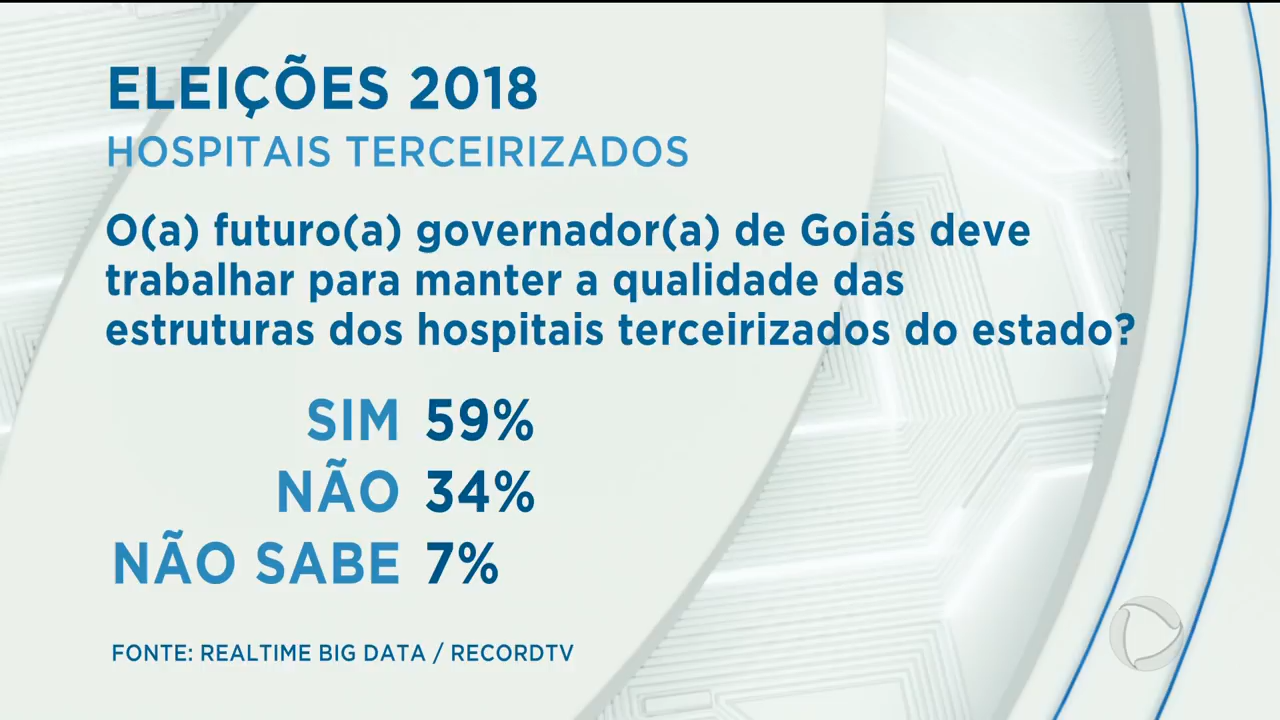 ELEIÇÕES 2018
HOSPITAIS TERCEIRIZADOS
O(a) futuro(a) governador(a) de Goiás deve
trabalhar para manter a qualidade das
estruturas dos hospitais terceirizados do estado?
SIM 59%
NÃO 34%
NÃO SABE 7%
FONTE: REALTIME BIG DATA / RECORDTV